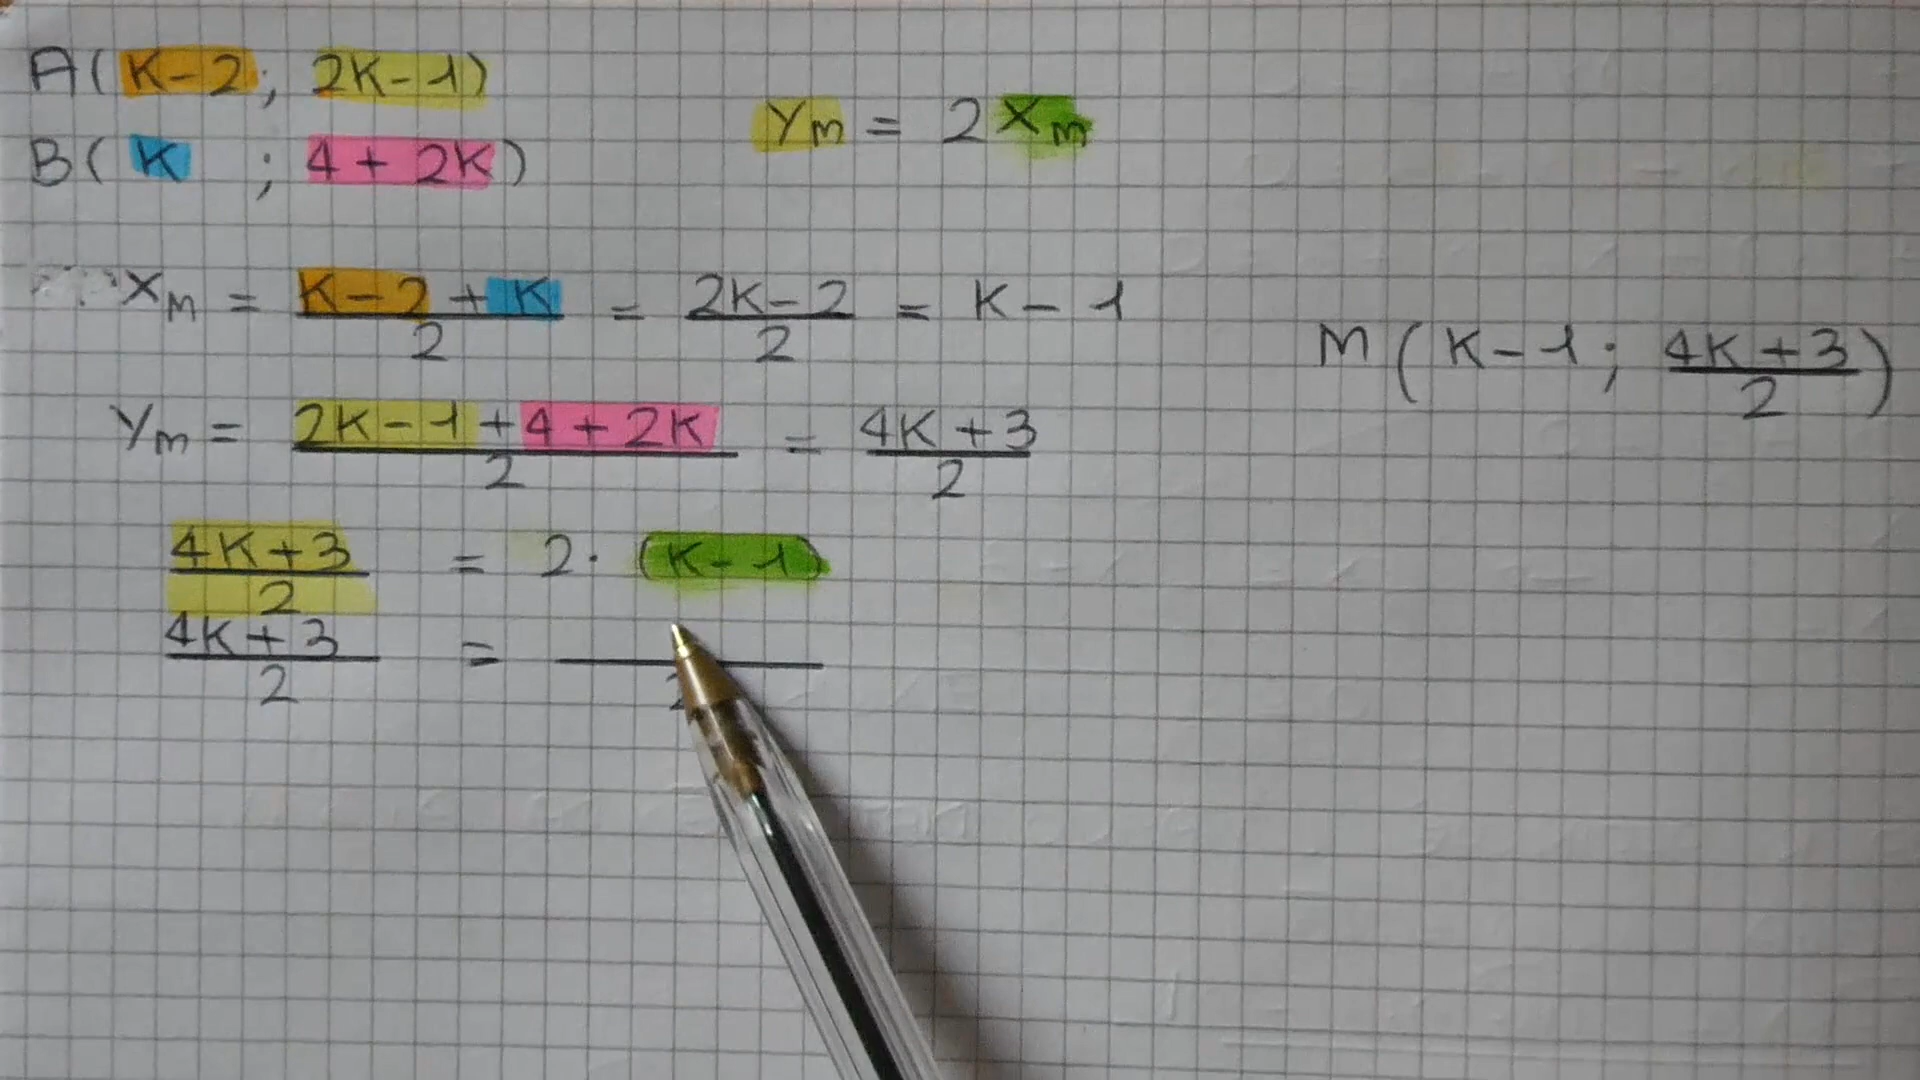 A(K-2; 2K-1)
B(K ; 4+2K)
Ym = 2Xm
XM = (K-2+K)/2 = (2K-2)/2 = K-1
M(K-1; (4K+3)/2)
Ym = (2K-1+4+2K)/2 = (4K+3)/2
(4K+3)/2 = 2·(K-1)
(4K+3)/2 =